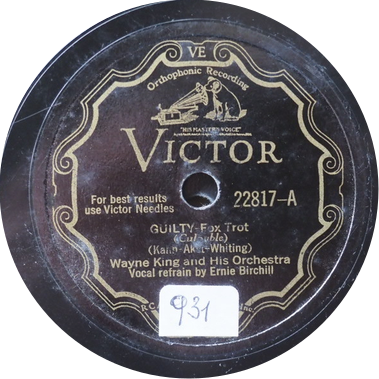 VE
Orthophonic Recording
"HIS MASTER'S VOICE"
VICTOR
For best results
use Victor Needles
22817-A
GUILTY-Fox Trot
(Culpable)
(Kahn-Akst-Whiting)
Wayne King and His Orchestra
Vocal refrain by Ernie Birchill
931